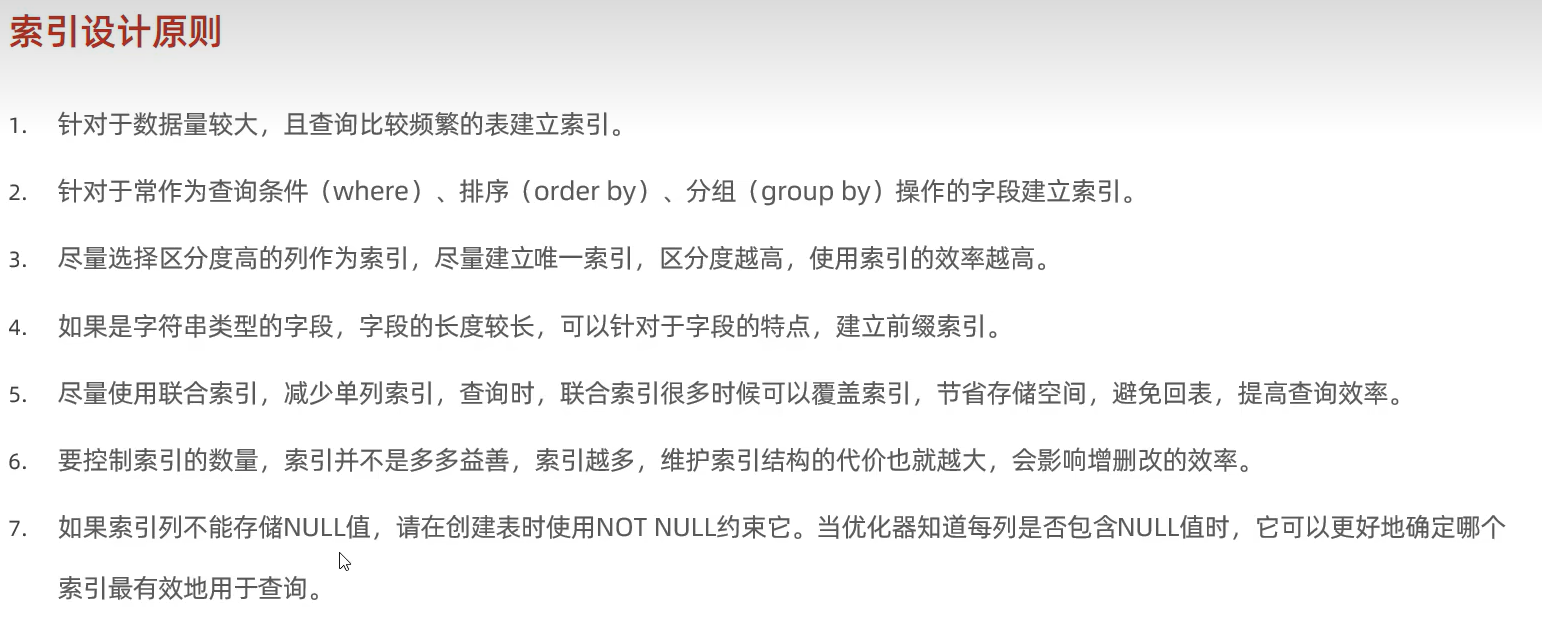 索引设计原则
1. 针对于数据量较大，且查询比较频繁的表建立索引。
2. 针对于常作为查询条件（where）、排序（order by）、分组（group by）操作的字段建立索引。
3. 尽量选择区分度高的列作为索引，尽量建立唯一索引，区分度越高，使用索引的效率越高。
4. 如果是字符串类型的字段，字段的长度较长，可以针对于字段的特点，建立前缀索引。
5. 尽量使用联合索引，减少单列索引，查询时，联合索引很多时候可以覆盖索引，节省存储空间，避免回表，提高查询效率。
6. 要控制索引的数量，索引并不是多多益善，索引越多，维护索引结构的代价也就越大，会影响增删改的效率。
7. 如果索引列不能存储NULL值，请在创建表时使用NOT NULL约束它。当优化器知道每列是否包含NULL值时，它可以更好地确定哪个
索引最有效地用于查询。